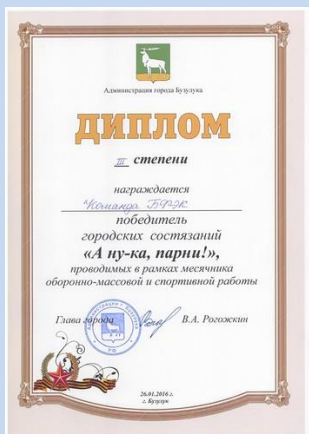 Администрация города Бузулука
ДИПЛОМ
III степени
награждается
Команда БФЭК
победитель
городских состязаний
«А ну-ка, парни!»,
проводимых в рамках месячника
оборонно-массовой и спортивной работы
Глава города В.А. Рогожкин
26.01.2016 г.
г. Бузулук